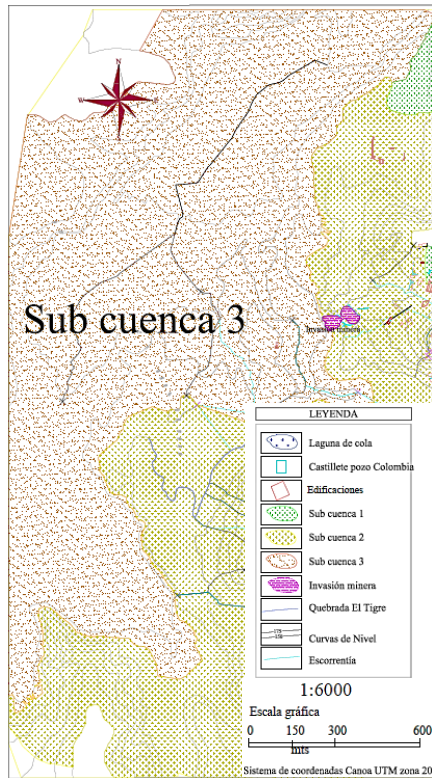 N
W
E
S
Sub cuenca 3
Invasión minera
LEYENDA
Laguna de cola
Castillete pozo Colombia
Edificaciones
Sub cuenca 1
Sub cuenca 2
Sub cuenca 3
Invasión minera
Quebrada El Tigre
Curvas de Nivel
Escorrentía
1:6000
Escala gráfica
0 150 300 600
mts
Sistema de coordenadas Canoa UTM zona 20